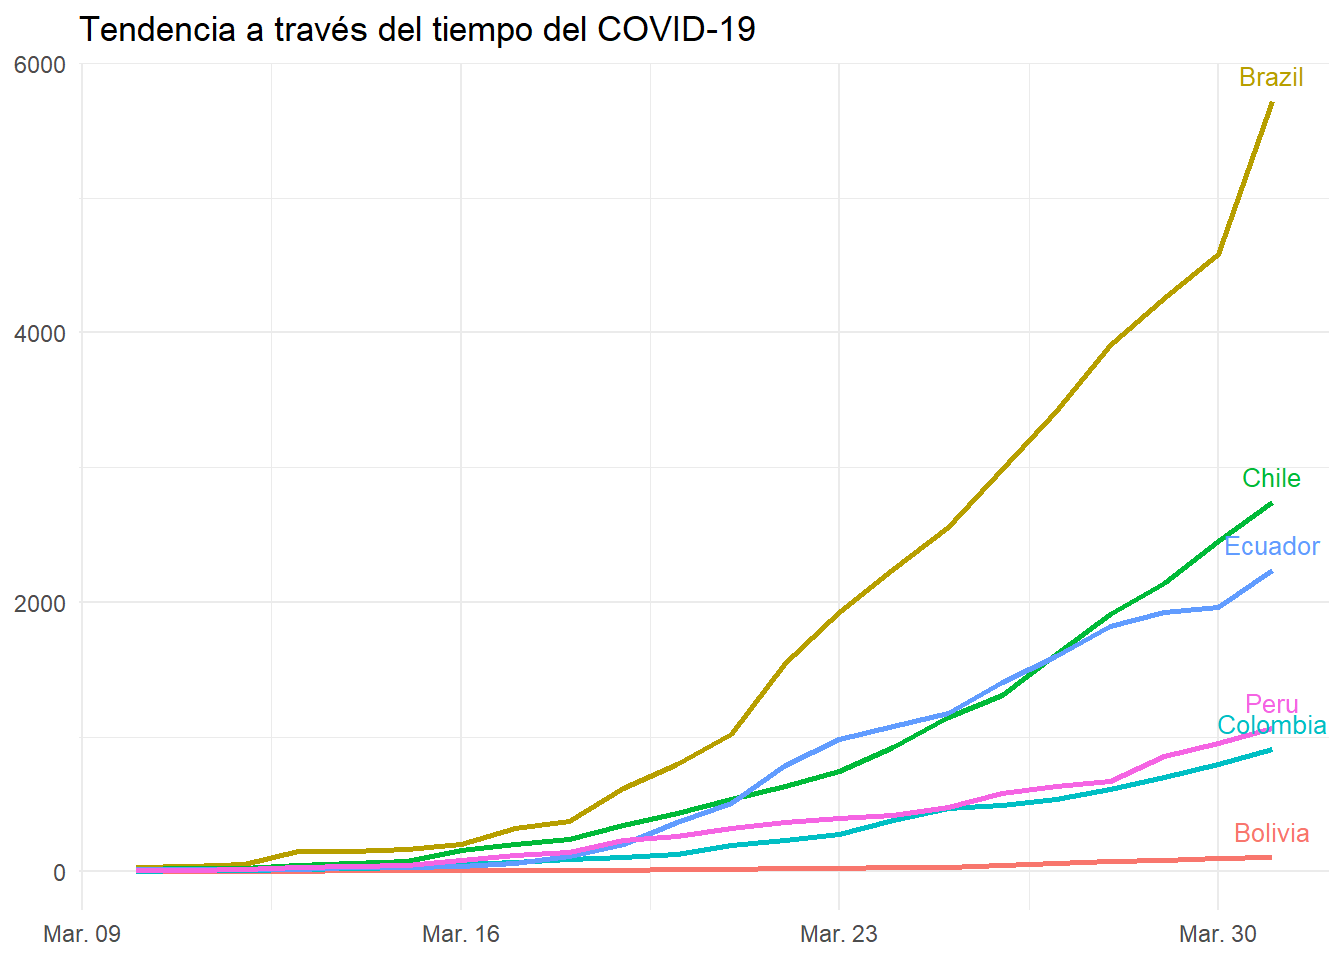 Tendencia a través del tiempo del COVID-19
6000
Brazil
4000
Chile
Ecuador
2000
Peru
Colombia
Bolivia
0
Mar. 09 Mar. 16 Mar. 23 Mar. 30